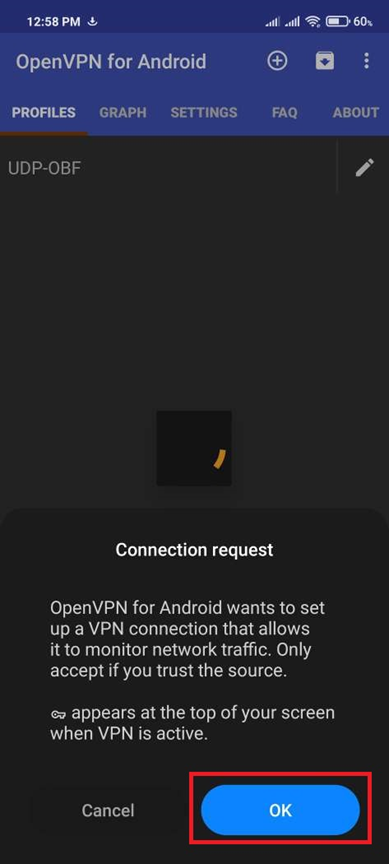 12:58 PM
60%
OpenVPN for Android
PROFILES GRAPH SETTINGS FAQ ABOUT
UDP-OBF
Connection request
OpenVPN for Android wants to set
up a VPN connection that allows
it to monitor network traffic. Only
accept if you trust the source.
appears at the top of your screen
when VPN is active.
Cancel OK